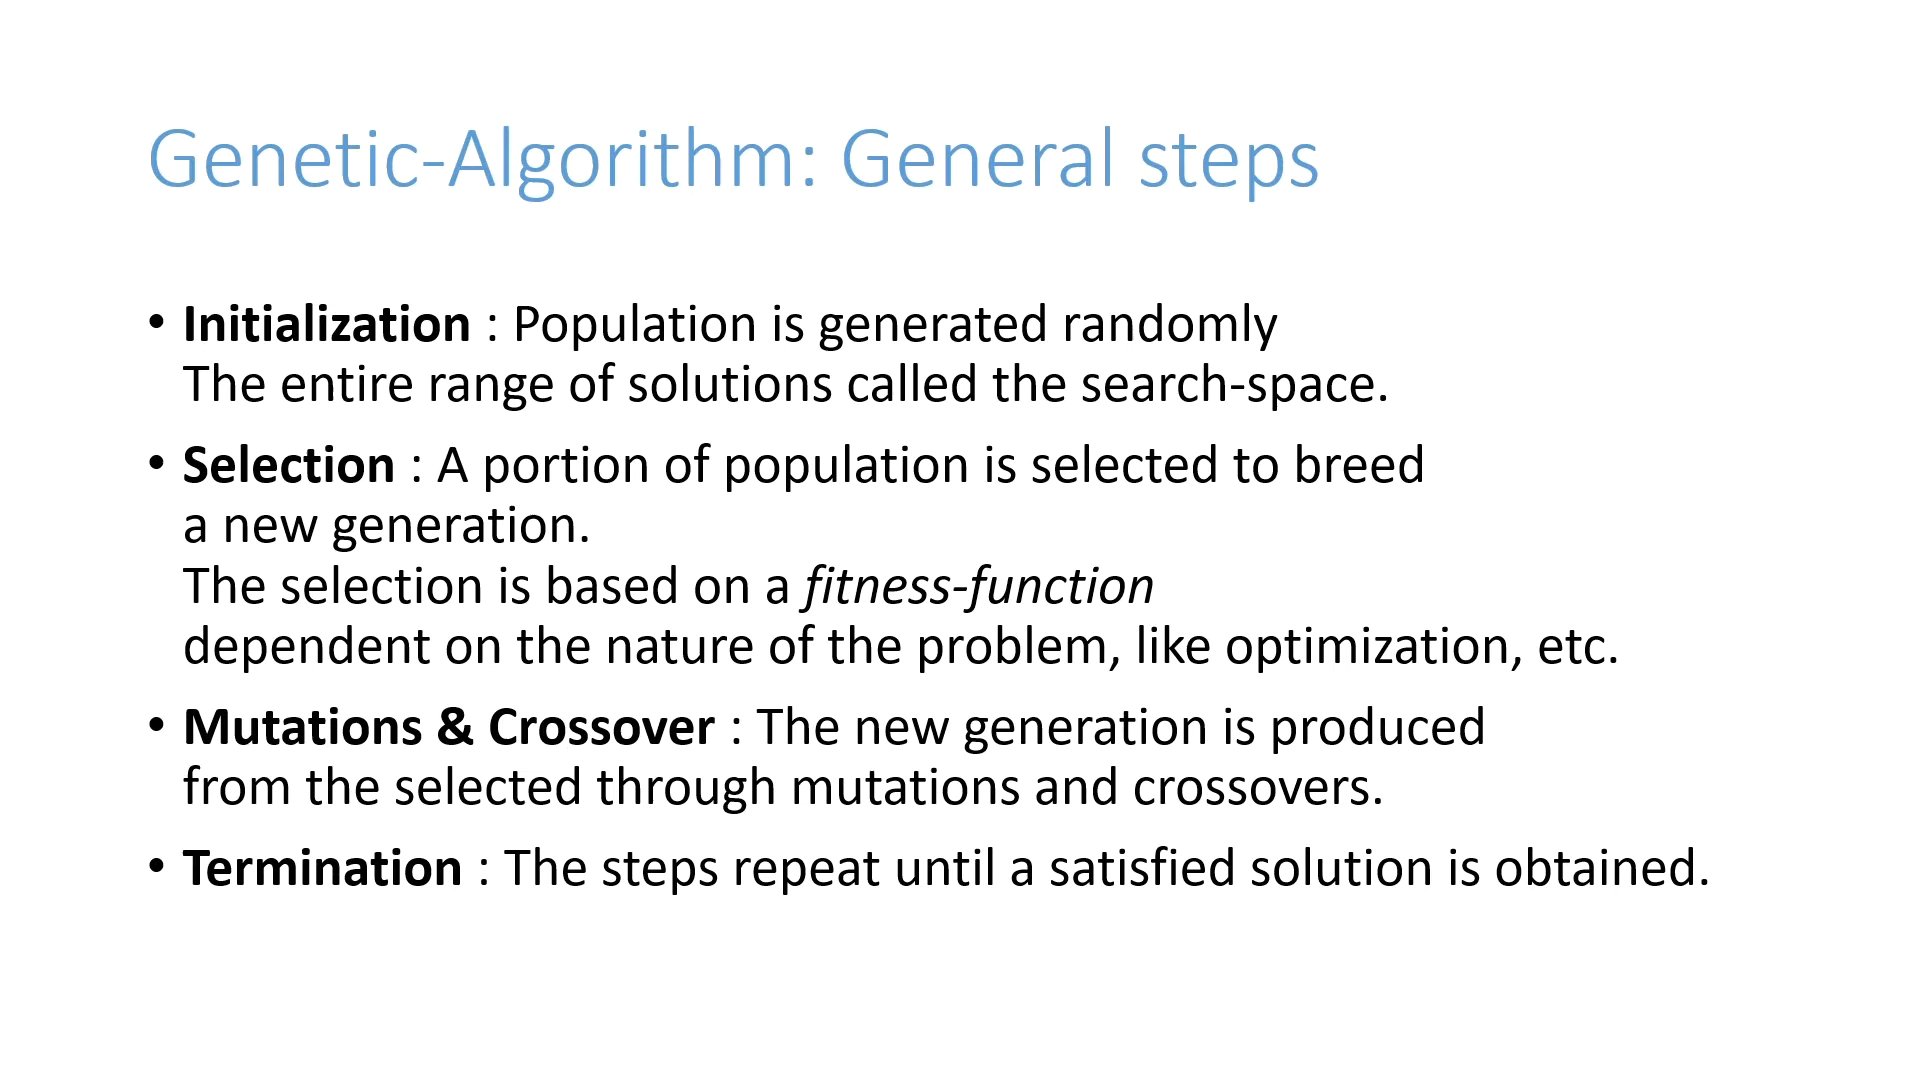 Genetic-Algorithm: General steps
• Initialization : Population is generated randomly
The entire range of solutions called the search-space.
• Selection : A portion of population is selected to breed
a new generation.
The selection is based on a fitness-function
dependent on the nature of the problem, like optimization, etc.
• Mutations & Crossover : The new generation is produced
from the selected through mutations and crossovers.
• Termination : The steps repeat until a satisfied solution is obtained.